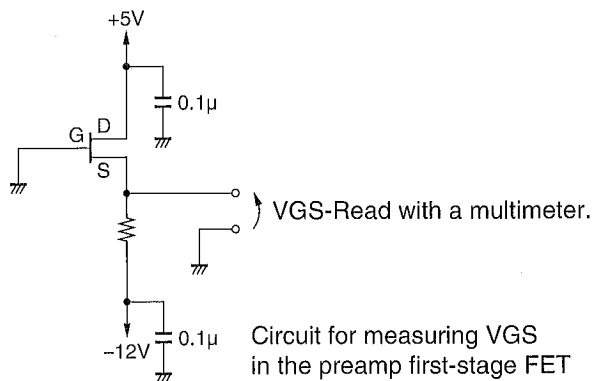 +5V
0.1μ
D
G
S
VGS-Read with a multimeter.
-12V
0.1μ
Circuit for measuring VGS
in the preamp first-stage FET